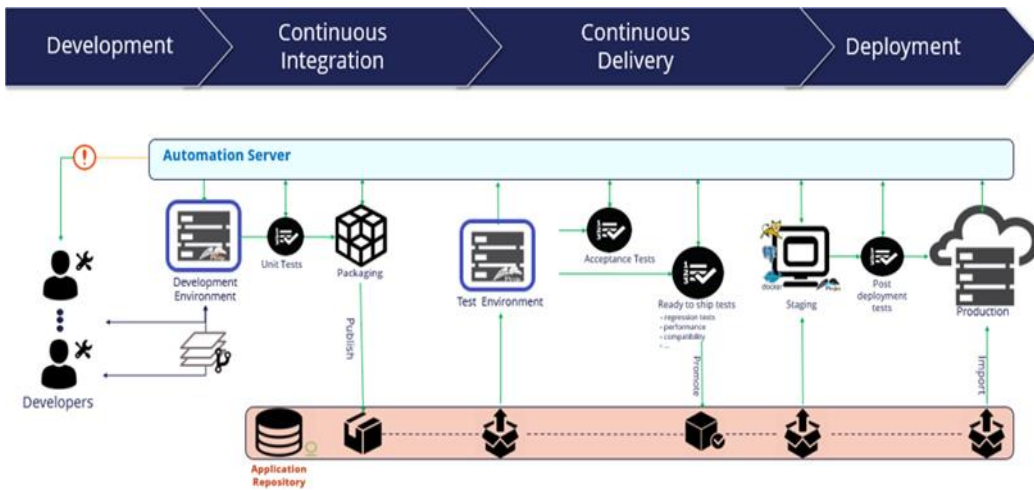 Development
Continuous
Integration
Continuous
Delivery
Deployment
Automation Server
Development
Environment
Unit Tests
Packaging
Test Environment
Acceptance Tests
Ready to ship tests
- regression tests
- performance
- compatibility
- ...
docker
Staging
Post
deployment
tests
Production
Developers
Publish
Promote
Import
Application
Repository